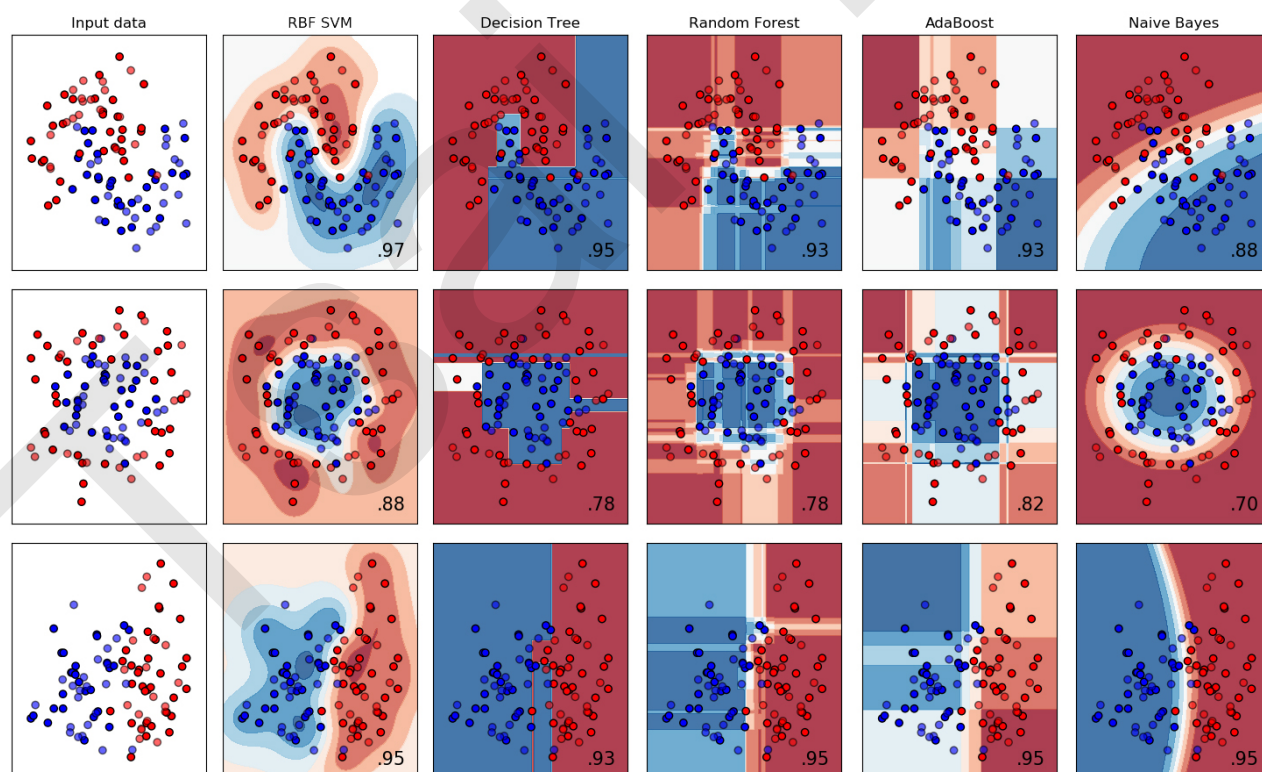 Input data RBF SVM Decision Tree Random Forest AdaBoost Naive Bayes
.97 .95 .93 .93 .88
.88 .78 .78 .82 .70
.95 .93 .95 .95 .95